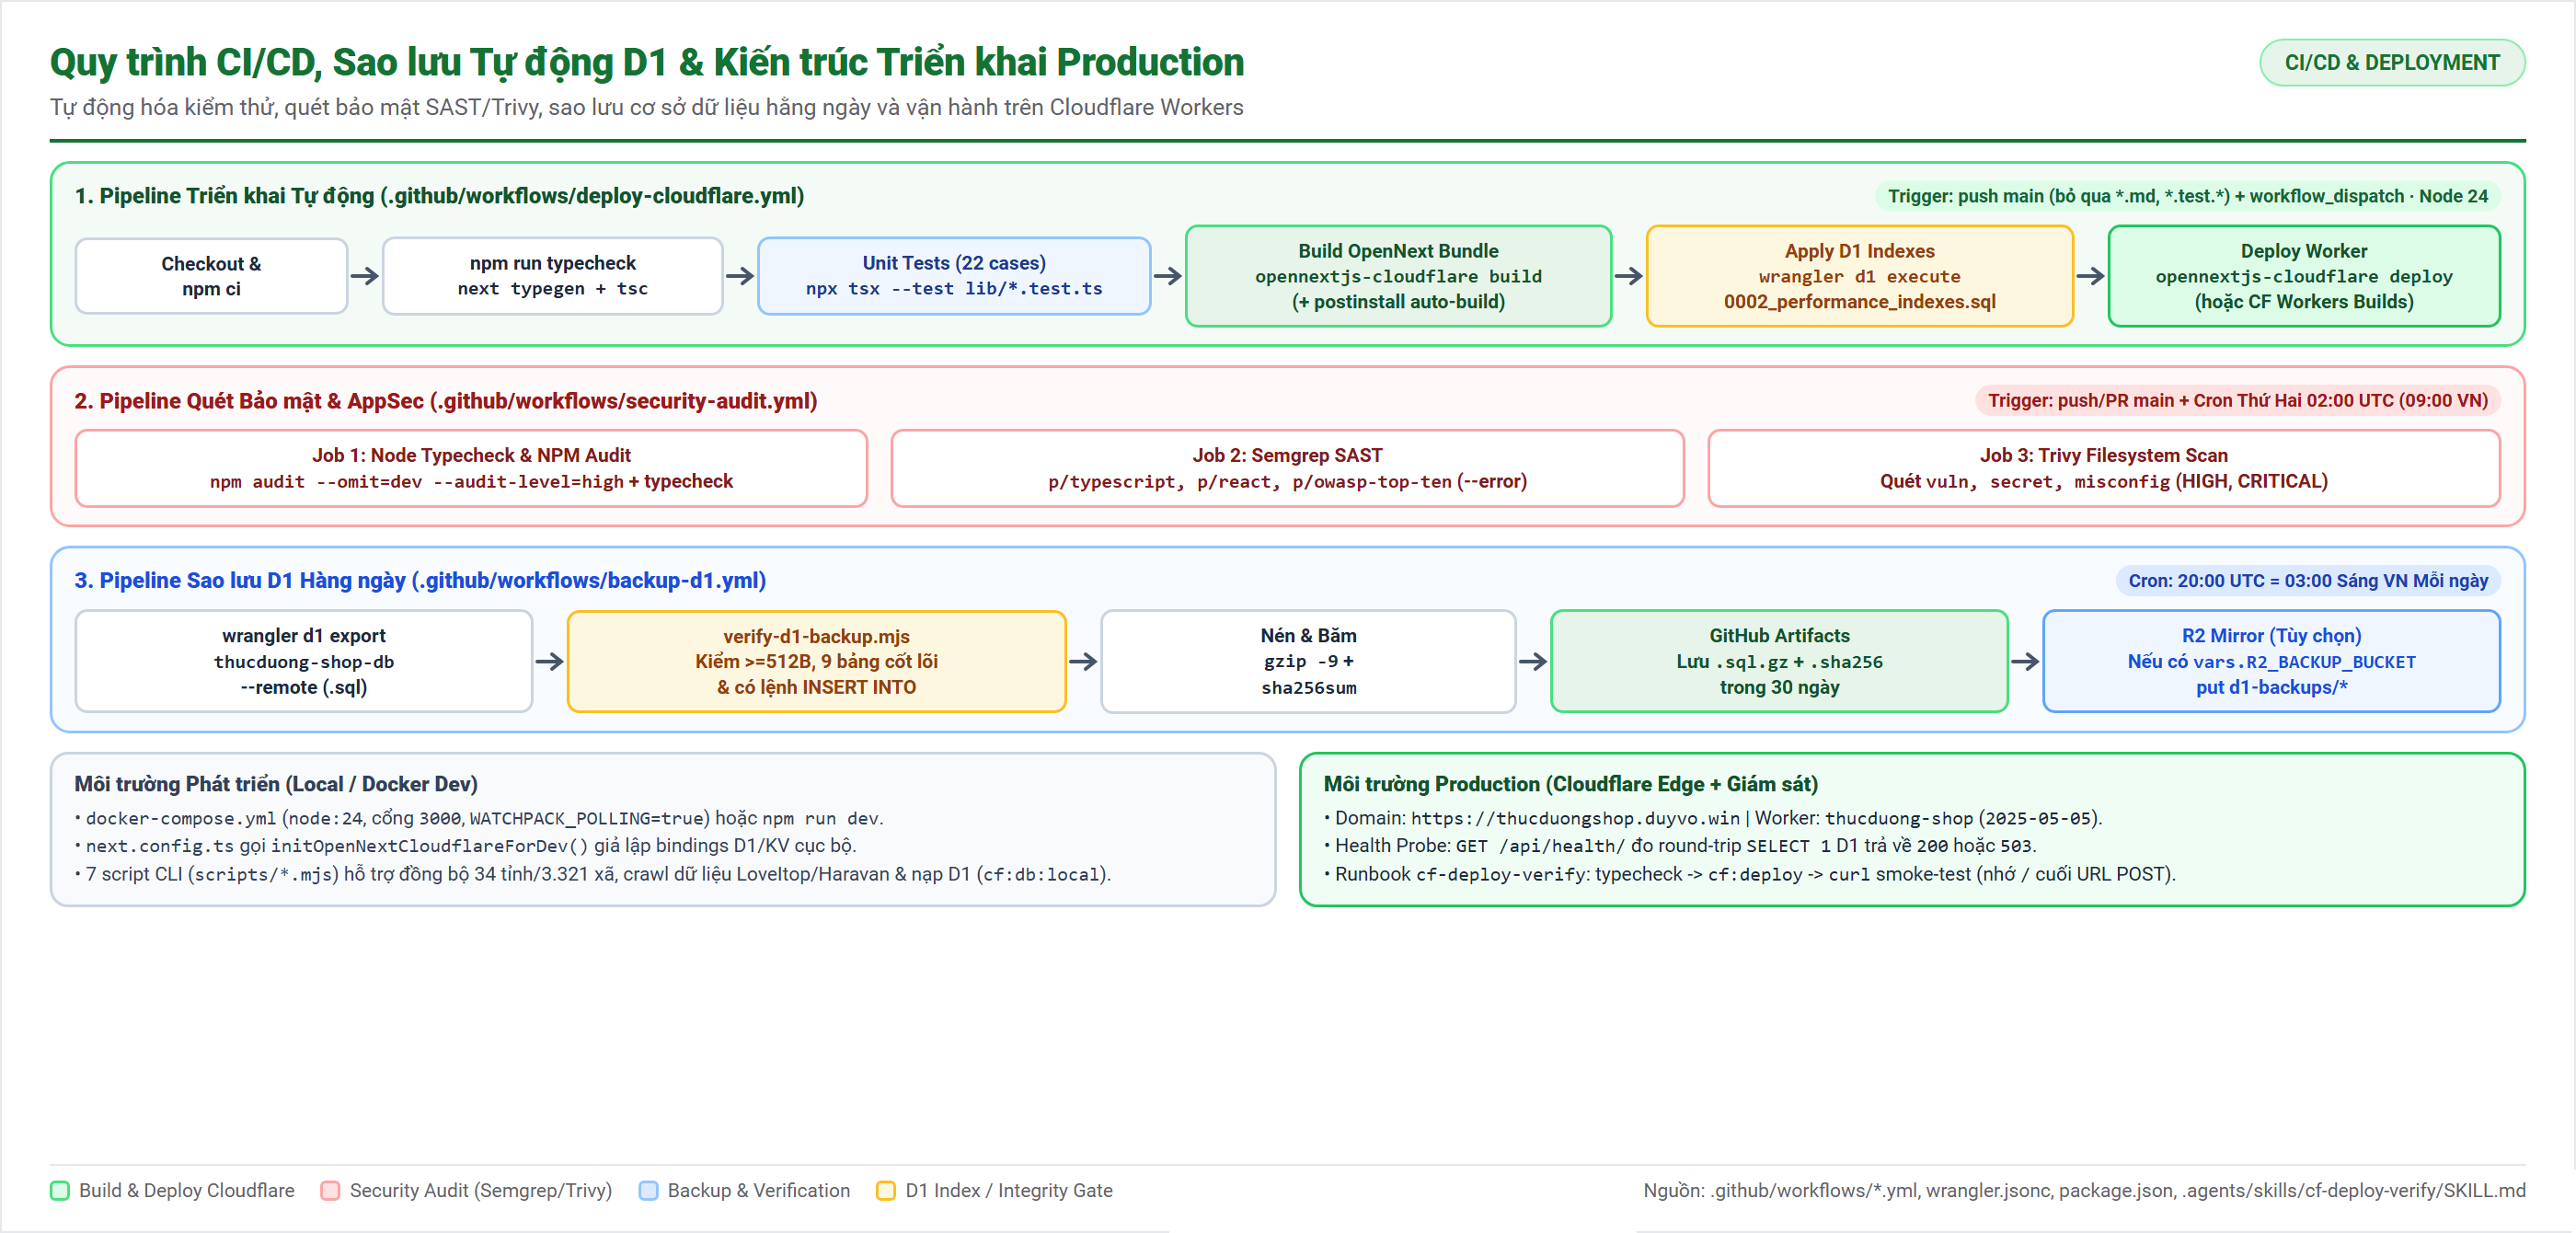 Quy trình CI/CD, Sao lưu Tự động D1 & Kiến trúc Triển khai Production
CI/CD & DEPLOYMENT
Tự động hóa kiểm thử, quét bảo mật SAST/Trivy, sao lưu cơ sở dữ liệu hằng ngày và vận hành trên Cloudflare Workers
1. Pipeline Triển khai Tự động (.github/workflows/deploy-cloudflare.yml)
Trigger: push main (bỏ qua *.md, *.test.*) + workflow_dispatch · Node 24
Checkout &
npm ci
npm run typecheck
next typegen + tsc
Unit Tests (22 cases)
npx tsx --test lib/*.test.ts
Build OpenNext Bundle
opennextjs-cloudflare build
(+ postinstall auto-build)
Apply D1 Indexes
wrangler d1 execute
0002_performance_indexes.sql
Deploy Worker
opennextjs-cloudflare deploy
(hoặc CF Workers Builds)
2. Pipeline Quét Bảo mật & AppSec (.github/workflows/security-audit.yml)
Trigger: push/PR main + Cron Thứ Hai 02:00 UTC (09:00 VN)
Job 1: Node Typecheck & NPM Audit
npm audit --omit=dev --audit-level=high + typecheck
Job 2: Semgrep SAST
p/typescript, p/react, p/owasp-top-ten (--error)
Job 3: Trivy Filesystem Scan
Quét vuln, secret, misconfig (HIGH, CRITICAL)
3. Pipeline Sao lưu D1 Hàng ngày (.github/workflows/backup-d1.yml)
Cron: 20:00 UTC = 03:00 Sáng VN Mỗi ngày
wrangler d1 export
thucduong-shop-db
--remote (.sql)
verify-d1-backup.mjs
Kiểm >=512B, 9 bảng cốt lõi
& có lệnh INSERT INTO
Nén & Băm
gzip -9 +
sha256sum
GitHub Artifacts
Lưu .sql.gz + .sha256
trong 30 ngày
R2 Mirror (Tùy chọn)
Nếu có vars.R2_BACKUP_BUCKET
put d1-backups/*
Môi trường Phát triển (Local / Docker Dev)
• docker-compose.yml (node:24, cổng 3000, WATCHPACK_POLLING=true) hoặc npm run dev.
• next.config.ts gọi initOpenNextCloudflareForDev() giả lập bindings D1/KV cục bộ.
• 7 script CLI (scripts/*.mjs) hỗ trợ đồng bộ 34 tỉnh/3.321 xã, crawl dữ liệu Loveltop/Haravan & nạp D1 (cf:db:local).
Môi trường Production (Cloudflare Edge + Giám sát)
• Domain: https://thucduongshop.duyvo.win | Worker: thucduong-shop (2025-05-05).
• Health Probe: GET /api/health/ đo round-trip SELECT 1 D1 trả về 200 hoặc 503.
• Runbook cf-deploy-verify: typecheck -> cf:deploy -> curl smoke-test (nhớ / cuối URL POST).
Build & Deploy Cloudflare
Security Audit (Semgrep/Trivy)
Backup & Verification
D1 Index / Integrity Gate
Nguồn: .github/workflows/*.yml, wrangler.jsonc, package.json, .agents/skills/cf-deploy-verify/SKILL.md